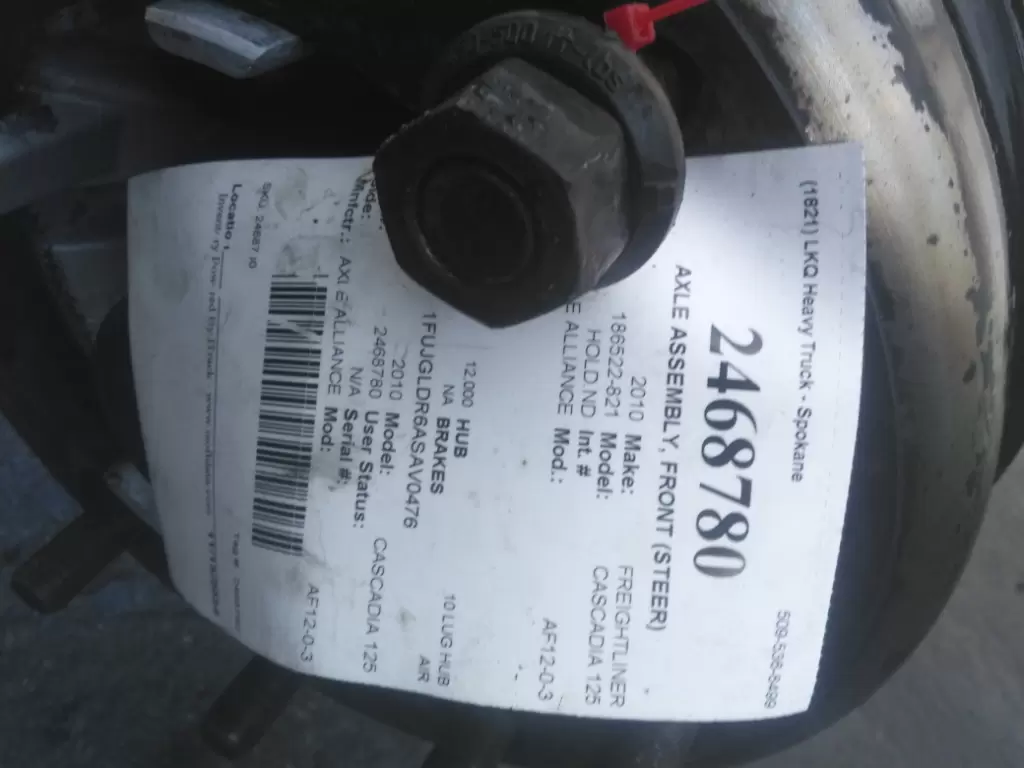 (1621) LKQ Heavy Truck - Spokane 509-536-8499
2468780
AXLE ASSEMBLY, FRONT (STEER)
2010 Make: FREIGHTLINER
186522-621 Model: CASCADIA 125
HOLD.ND Int. #
E ALLIANCE Mod.: AF12-0-3
12,000 HUB 10 LUG HUB
NA BRAKES AIR
1FUJGLDR6ASAV0476
2010 Model: CASCADIA 125
2468780 User Status:
N/A Serial #:
Mnfctr.: AXLE ALLIANCE Mod: AF12-0-3